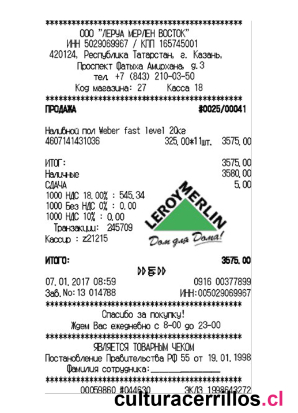 ****************************************
ООО "ЛЕРУА МЕРЛЕН ВОСТОК"
ИНН 5029069967 / КПП 165745001
420124, Республика Татарстан, г. Казань,
Проспект Фатыха Амирхана, д.3
тел. +7 (843) 210-03-50
Код магазина: 27 Касса 18
****************************************
ПРОДАЖА #0025/00041
Наливной пол Weber fast level 20кг
4607141431036 325,00*11шт. 3575,00
ИТОГ: 3575,00
Наличные 3580,00
СДАЧА 5,00
1000 НДС 18,00% : 545,34
1000 Без НДС 0% : 0,00
1000 НДС 10% : 0,00
Транзакция: 245709
Кассир : z21215
LEROY MERLIN
Дом для Дома!
ИТОГО: 3575,00
07.01.2017 08:59 0916 00377899
Зав.No:13 014788 ИНН:005029069967
****************************************
Спасибо за покупку!
Ждем Вас ежедневно с 8-00 до 23-00
****************************************
ЯВЛЯЕТСЯ ТОВАРНЫМ ЧЕКОМ
Постановление Правительства РФ 55 от 19.01.1998
Фамилия сотрудника:
****************************************
00059860 #044630 ЭКЛЗ
culturacerrillos.cl